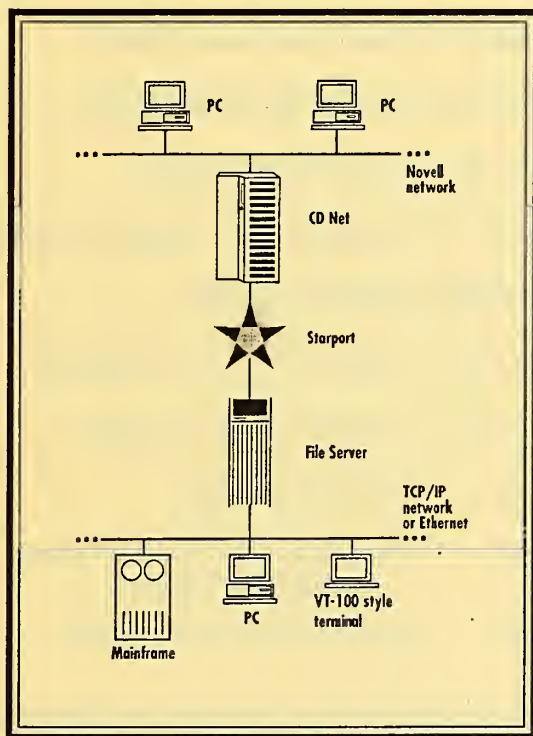 PC
PC
Novell
network
CD Net
Starport
File Server
TCP/IP
network
or Ethernet
PC
VT-100 style
terminal
Mainframe